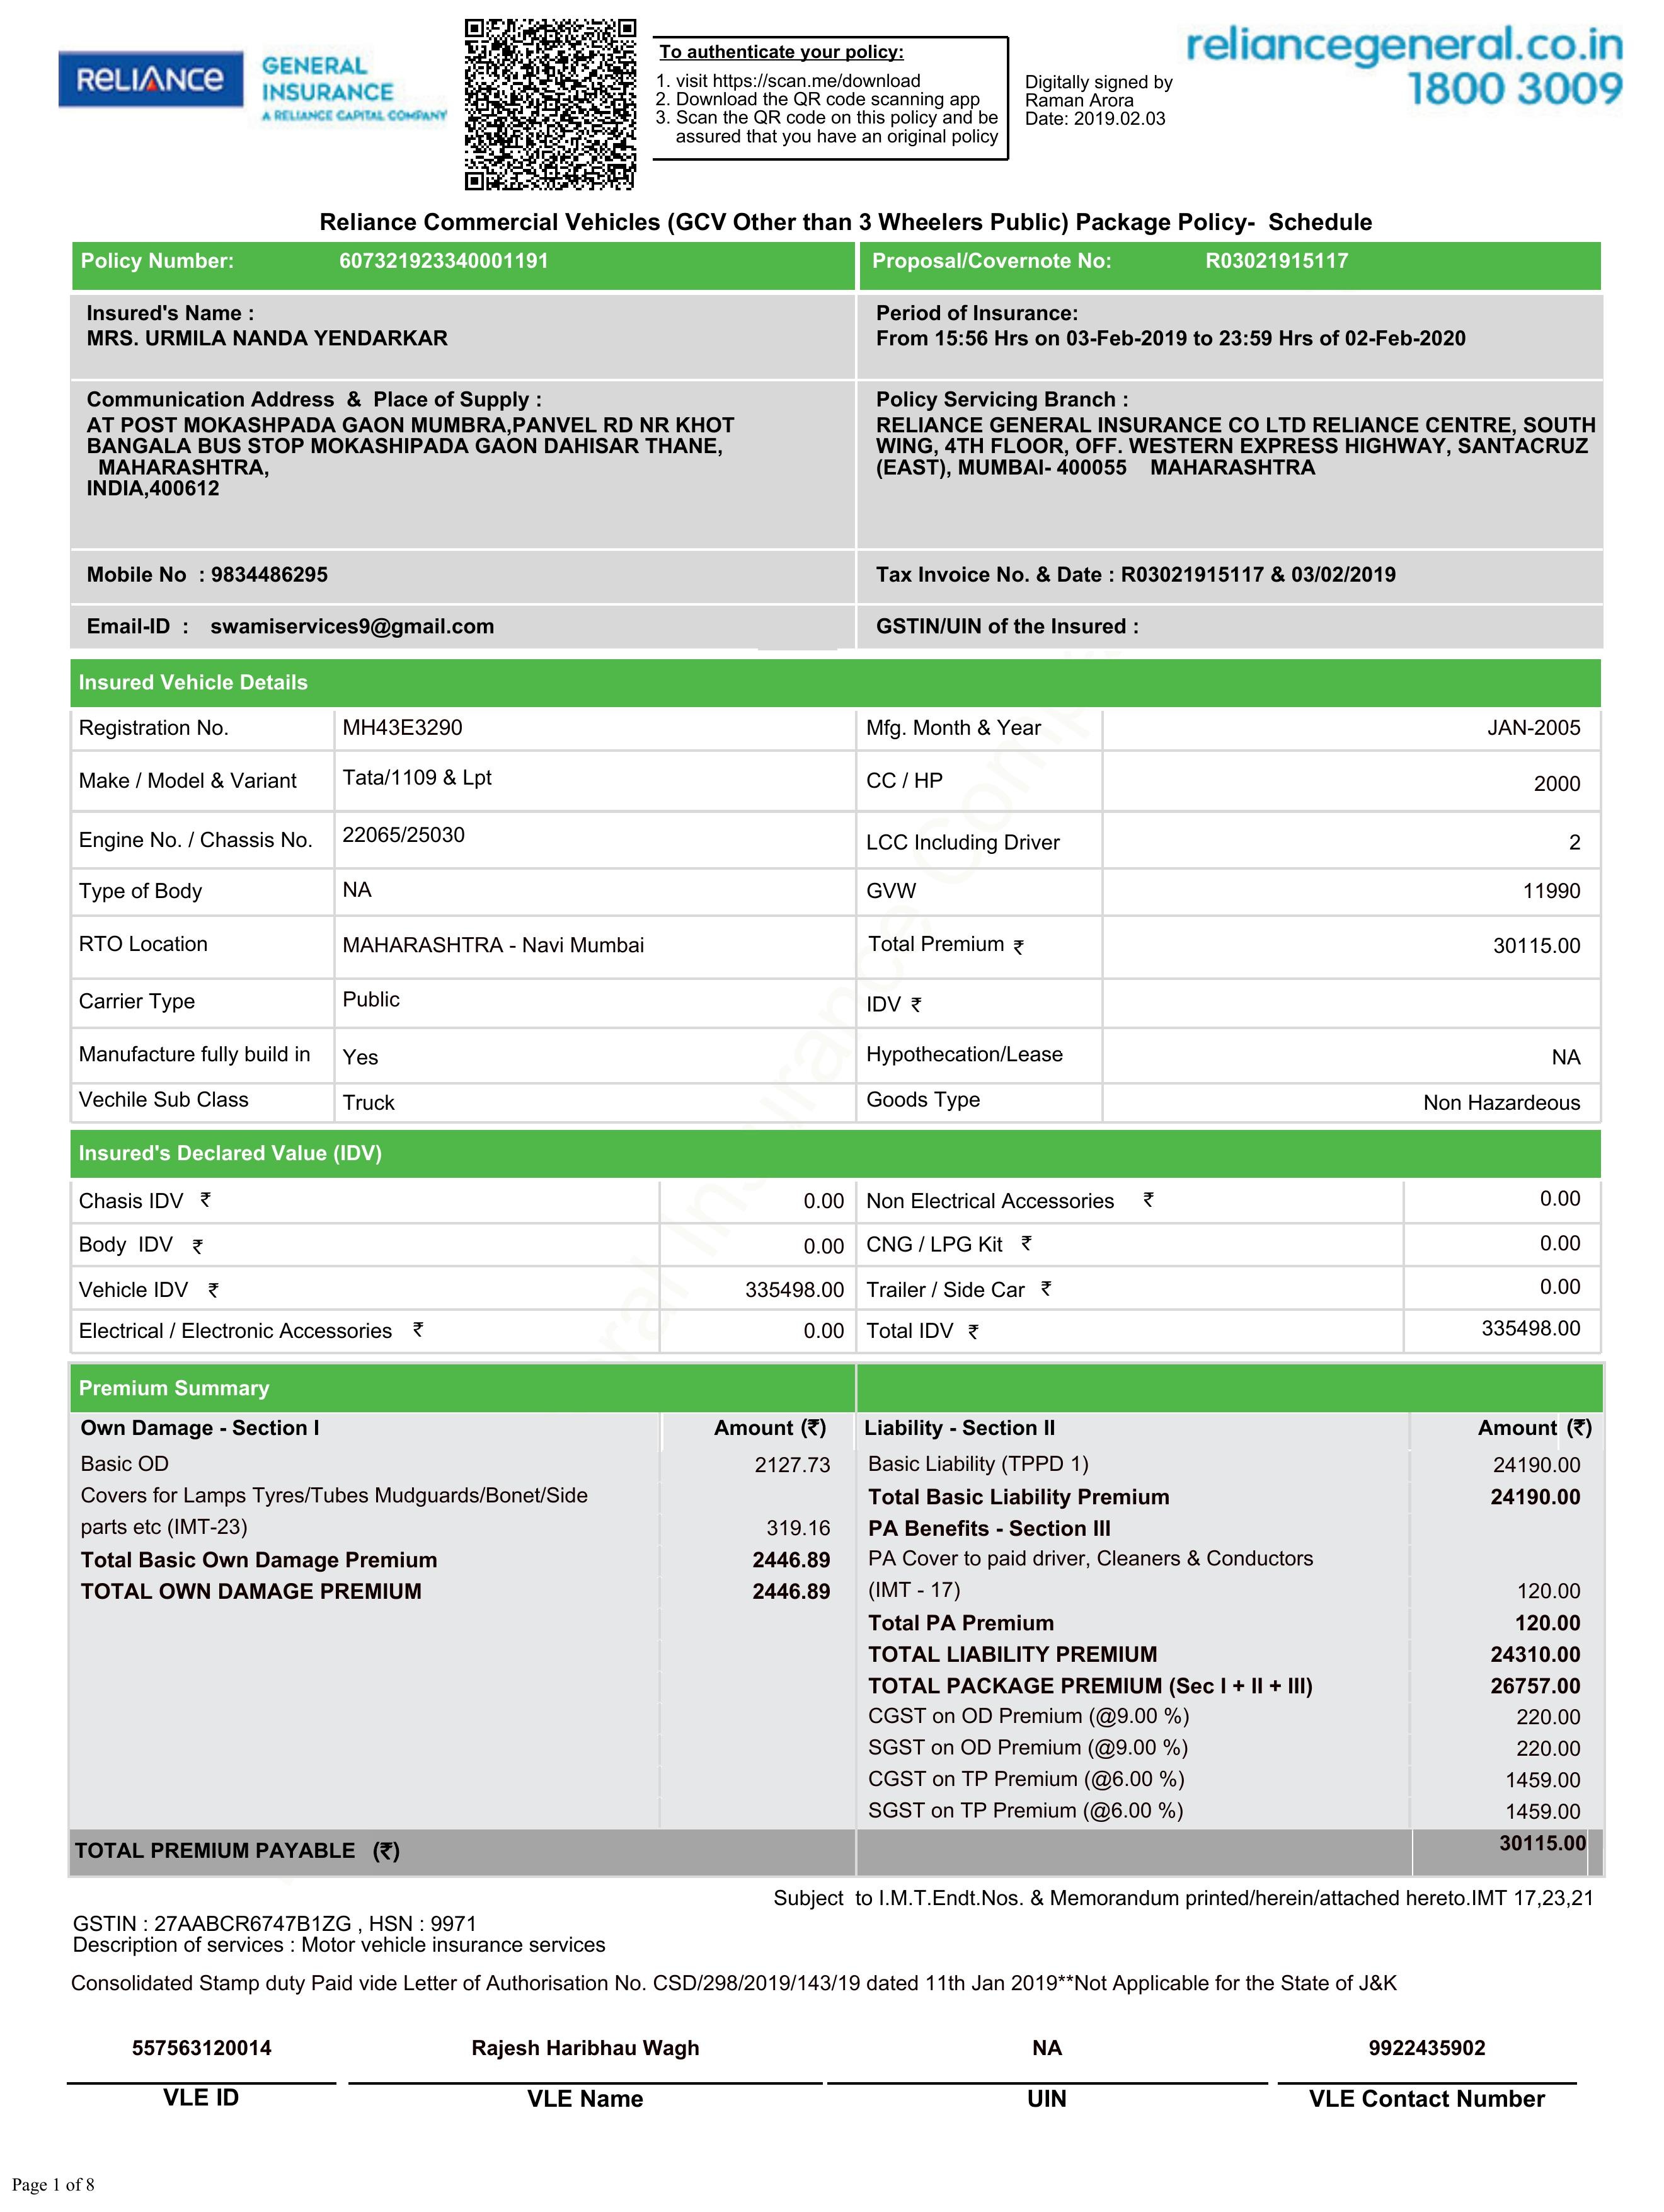 RELIANCE
GENERAL
INSURANCE
A RELIANCE CAPITAL COMPANY
To authenticate your policy:
1. visit https://scan.me/download
2. Download the QR code scanning app
3. Scan the QR code on this policy and be
assured that you have an original policy
Digitally signed by
Raman Arora
Date: 2019.02.03
reliancegeneral.co.in
1800 3009
Reliance Commercial Vehicles (GCV Other than 3 Wheelers Public) Package Policy- Schedule
Policy Number: 607321923340001191 Proposal/Covernote No: R03021915117
Insured's Name :
MRS. URMILA NANDA YENDARKAR
Period of Insurance:
From 15:56 Hrs on 03-Feb-2019 to 23:59 Hrs of 02-Feb-2020
Communication Address & Place of Supply :
AT POST MOKASHPADA GAON MUMBRA,PANVEL RD NR KHOT
BANGALA BUS STOP MOKASHIPADA GAON DAHISAR THANE,
MAHARASHTRA,
INDIA,400612
Policy Servicing Branch :
RELIANCE GENERAL INSURANCE CO LTD RELIANCE CENTRE, SOUTH
WING, 4TH FLOOR, OFF. WESTERN EXPRESS HIGHWAY, SANTACRUZ
(EAST), MUMBAI- 400055 MAHARASHTRA
Mobile No : 9834486295 Tax Invoice No. & Date : R03021915117 & 03/02/2019
Email-ID : swamiservices9@gmail.com GSTIN/UIN of the Insured :
Insured Vehicle Details
Registration No. MH43E3290 Mfg. Month & Year JAN-2005
Make / Model & Variant Tata/1109 & Lpt CC / HP 2000
Engine No. / Chassis No. 22065/25030 LCC Including Driver 2
Type of Body NA GVW 11990
RTO Location MAHARASHTRA - Navi Mumbai Total Premium ₹ 30115.00
Carrier Type Public IDV ₹
Manufacture fully build in Yes Hypothecation/Lease NA
Vechile Sub Class Truck Goods Type Non Hazardeous
Insured's Declared Value (IDV)
Chasis IDV ₹ 0.00 Non Electrical Accessories ₹ 0.00
Body IDV ₹ 0.00 CNG / LPG Kit ₹ 0.00
Vehicle IDV ₹ 335498.00 Trailer / Side Car ₹ 0.00
Electrical / Electronic Accessories ₹ 0.00 Total IDV ₹ 335498.00
Premium Summary
Own Damage - Section I Amount (₹) Liability - Section II Amount (₹)
Basic OD 2127.73 Basic Liability (TPPD 1) 24190.00
Covers for Lamps Tyres/Tubes Mudguards/Bonet/Side Total Basic Liability Premium 24190.00
parts etc (IMT-23) 319.16 PA Benefits - Section III
Total Basic Own Damage Premium 2446.89 PA Cover to paid driver, Cleaners & Conductors
TOTAL OWN DAMAGE PREMIUM 2446.89 (IMT - 17) 120.00
Total PA Premium 120.00
TOTAL LIABILITY PREMIUM 24310.00
TOTAL PACKAGE PREMIUM (Sec I + II + III) 26757.00
CGST on OD Premium (@9.00 %) 220.00
SGST on OD Premium (@9.00 %) 220.00
CGST on TP Premium (@6.00 %) 1459.00
SGST on TP Premium (@6.00 %) 1459.00
TOTAL PREMIUM PAYABLE (₹) 30115.00
Subject to I.M.T.Endt.Nos. & Memorandum printed/herein/attached hereto.IMT 17,23,21
GSTIN : 27AABCR6747B1ZG , HSN : 9971
Description of services : Motor vehicle insurance services
Consolidated Stamp duty Paid vide Letter of Authorisation No. CSD/298/2019/143/19 dated 11th Jan 2019**Not Applicable for the State of J&K
557563120014 Rajesh Haribhau Wagh NA 9922435902
VLE ID VLE Name UIN VLE Contact Number
Page 1 of 8